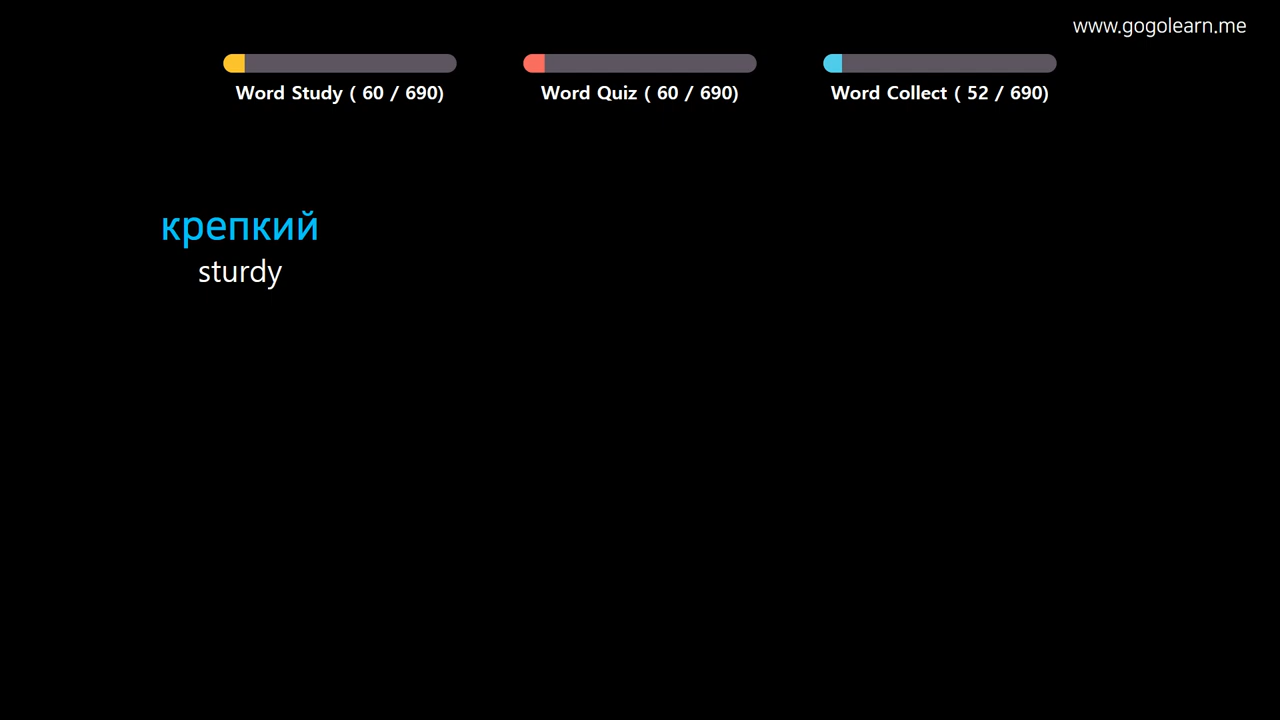 www.gogolearn.me
Word Study ( 60 / 690)
Word Quiz ( 60 / 690)
Word Collect ( 52 / 690)
крепкий
sturdy